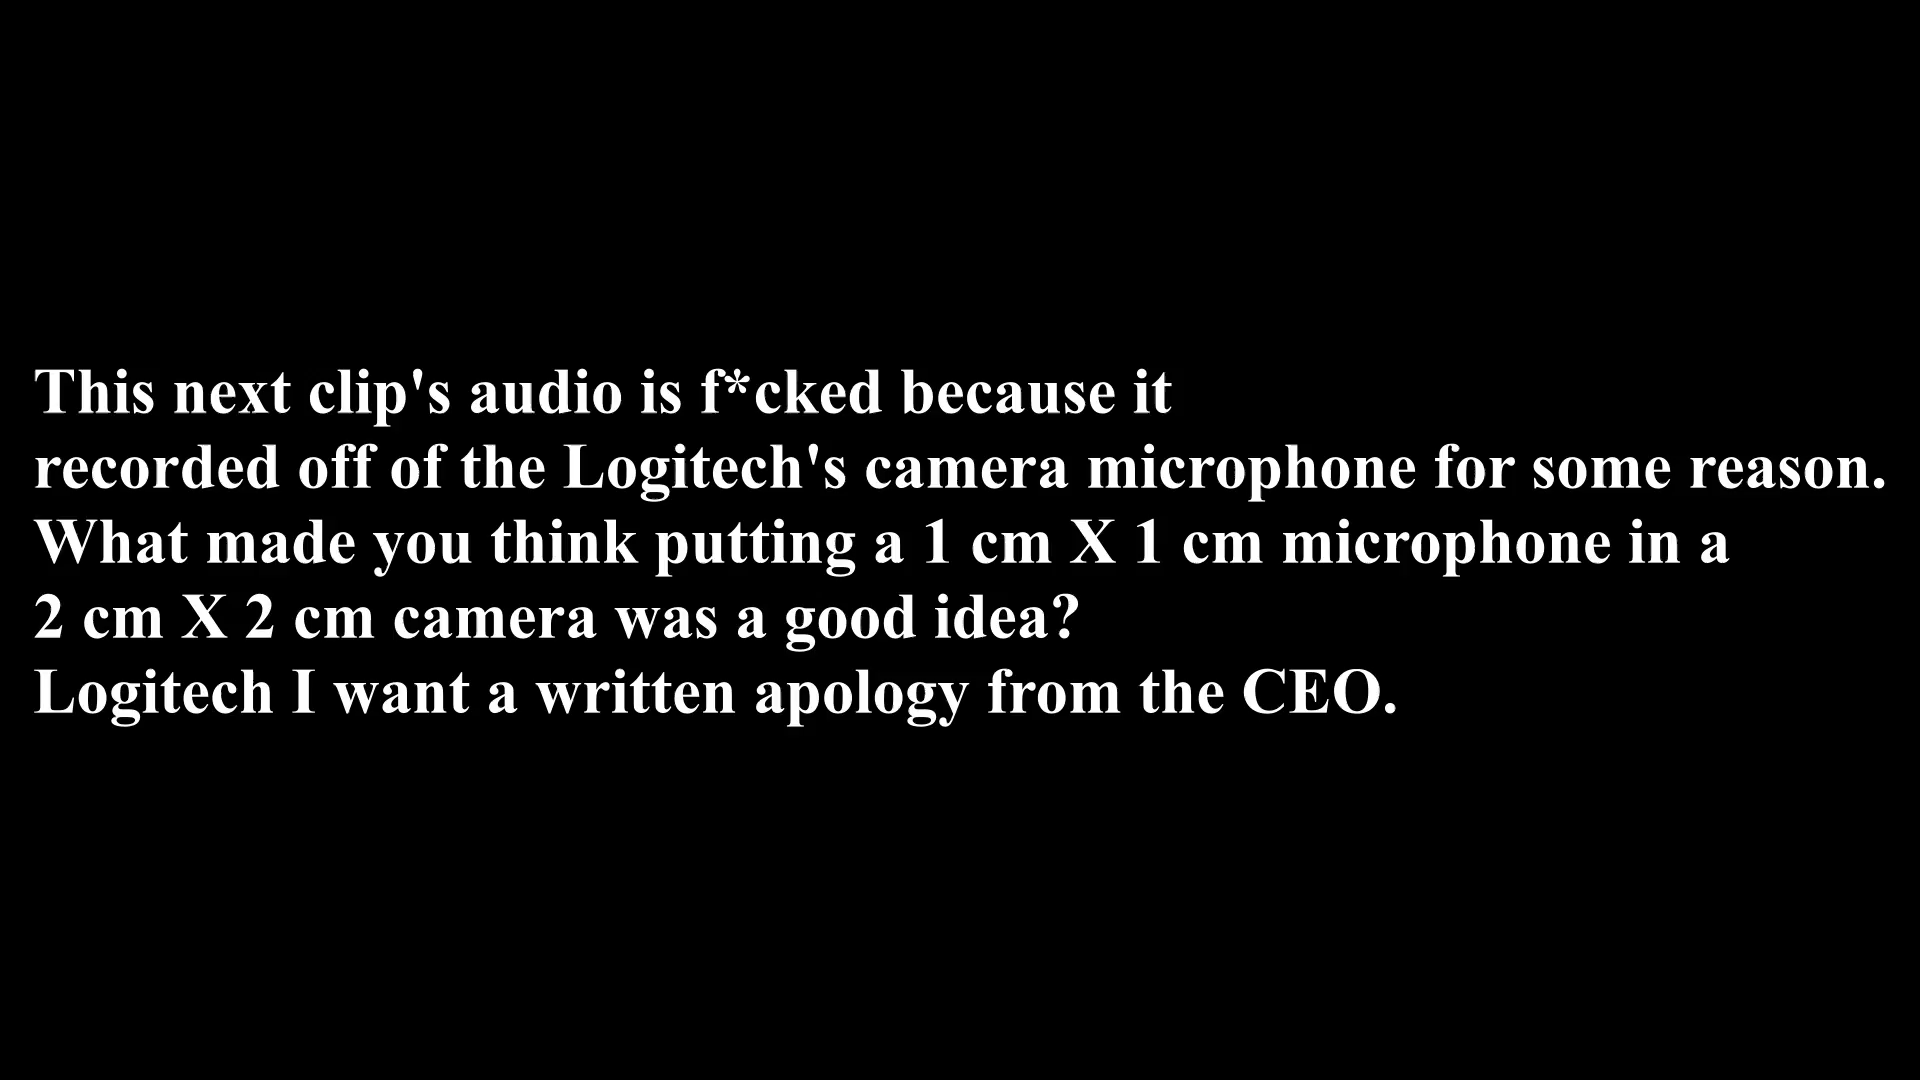 This next clip's audio is f*cked because it
recorded off of the Logitech's camera microphone for some reason.
What made you think putting a 1 cm X 1 cm microphone in a
2 cm X 2 cm camera was a good idea?
Logitech I want a written apology from the CEO.